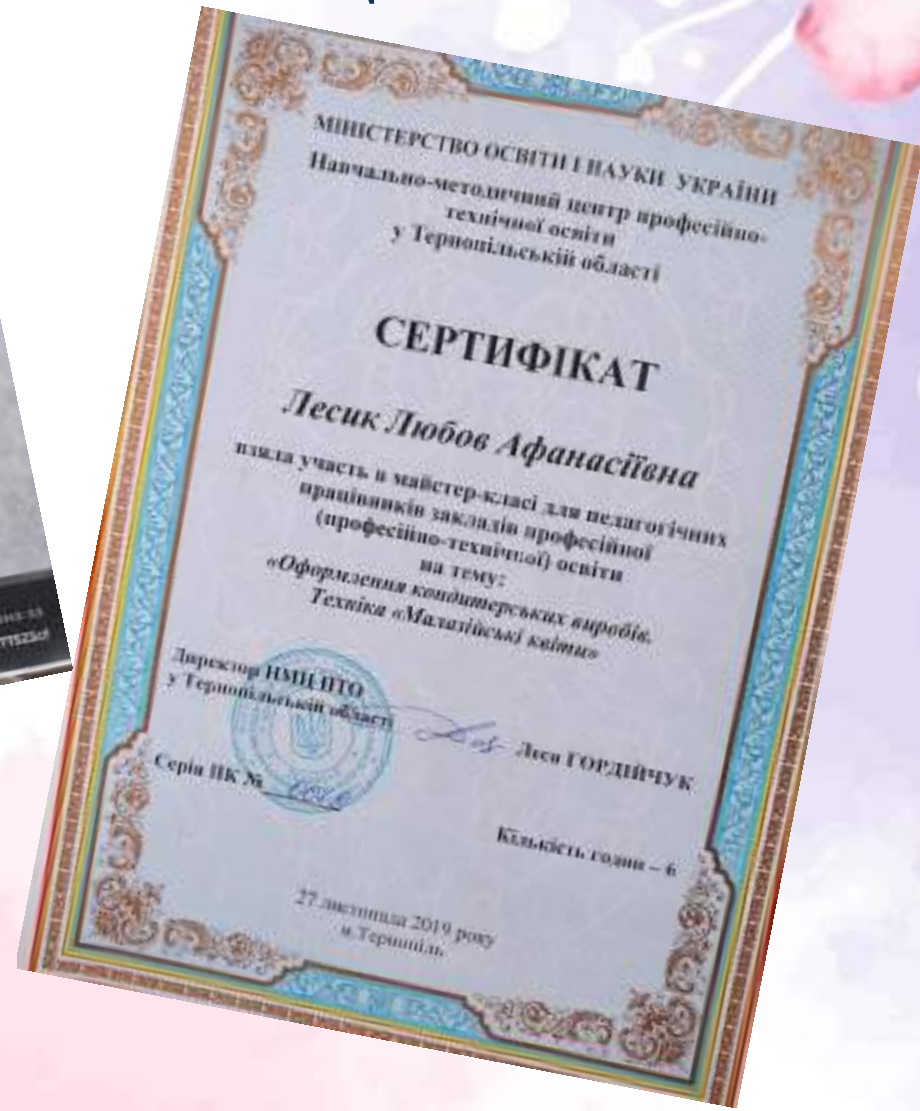 МІНІСТЕРСТВО ОСВІТИ І НАУКИ УКРАЇНИ
Навчально-методичний центр професійно-
технічної освіти
у Тернопільській області
СЕРТИФІКАТ
Лесик Любов Афанасіївна
взяла участь в майстер-класі для педагогічних
працівників закладів професійної
(професійно-технічної) освіти
на тему:
«Оформлення кондитерських виробів.
Техніка «Малазійські квіти»
Директор НМЦ ПТО
у Тернопільській області
Леся ГОРДІЙЧУК
Серія ПК №
Кількість годин – 6
27 листопада 2019 року
м. Тернопіль